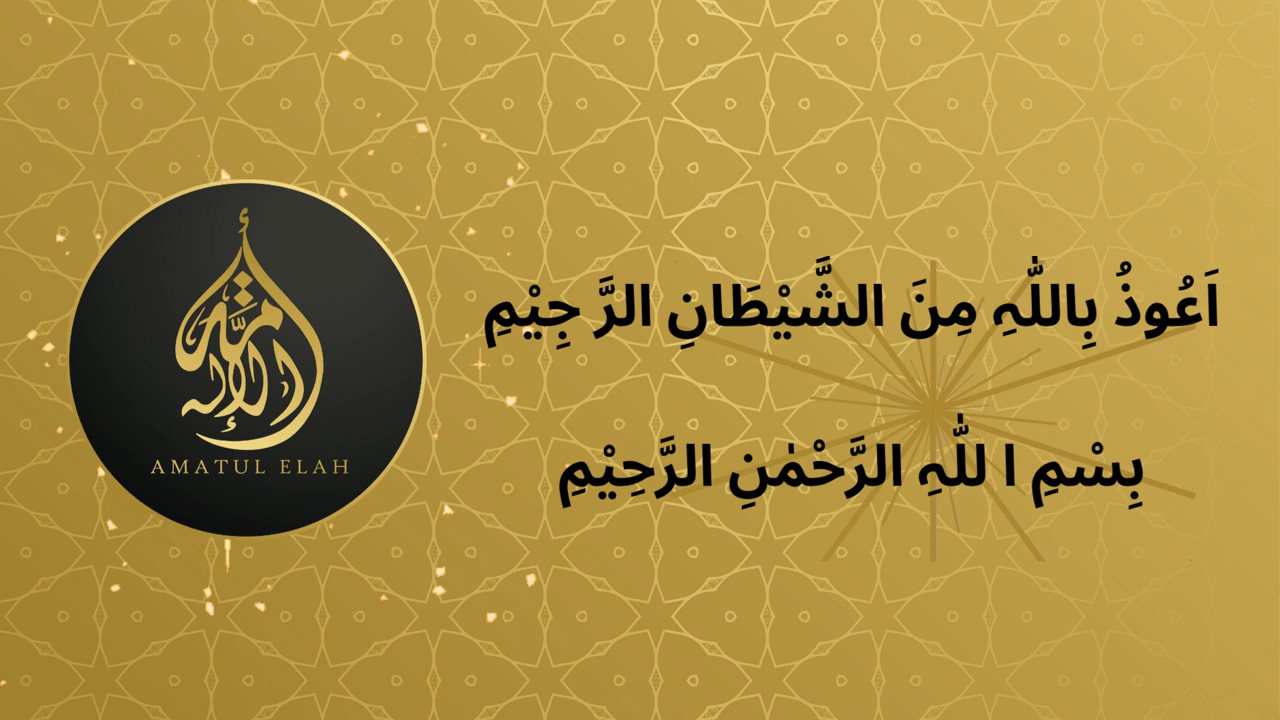 أمة الإله
AMATUL ELAH
اَعُوذُ بِاللّٰہِ مِنَ الشَّیْطَانِ الرَّ جِیْمِ
بِسْمِ ا للّٰہِ الرَّحْمٰنِ الرَّحِیْمِ